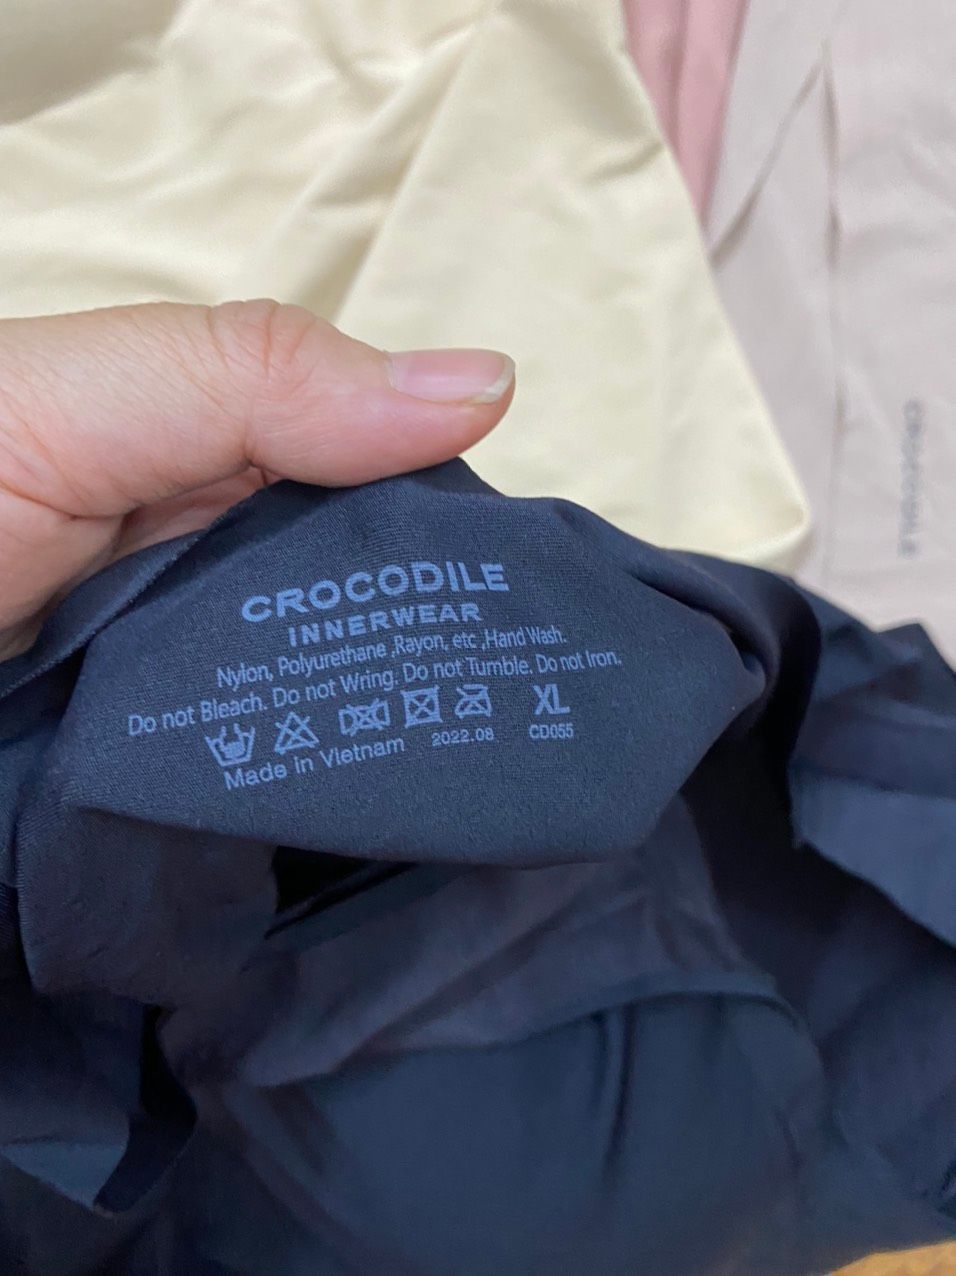 CROCODILE
INNERWEAR
Nylon, Polyurethane ,Rayon, etc ,Hand Wash.
Do not Bleach. Do not Wring. Do not Tumble. Do not Iron.
XL
Made in Vietnam 2022.08 CD055
CROCODILE